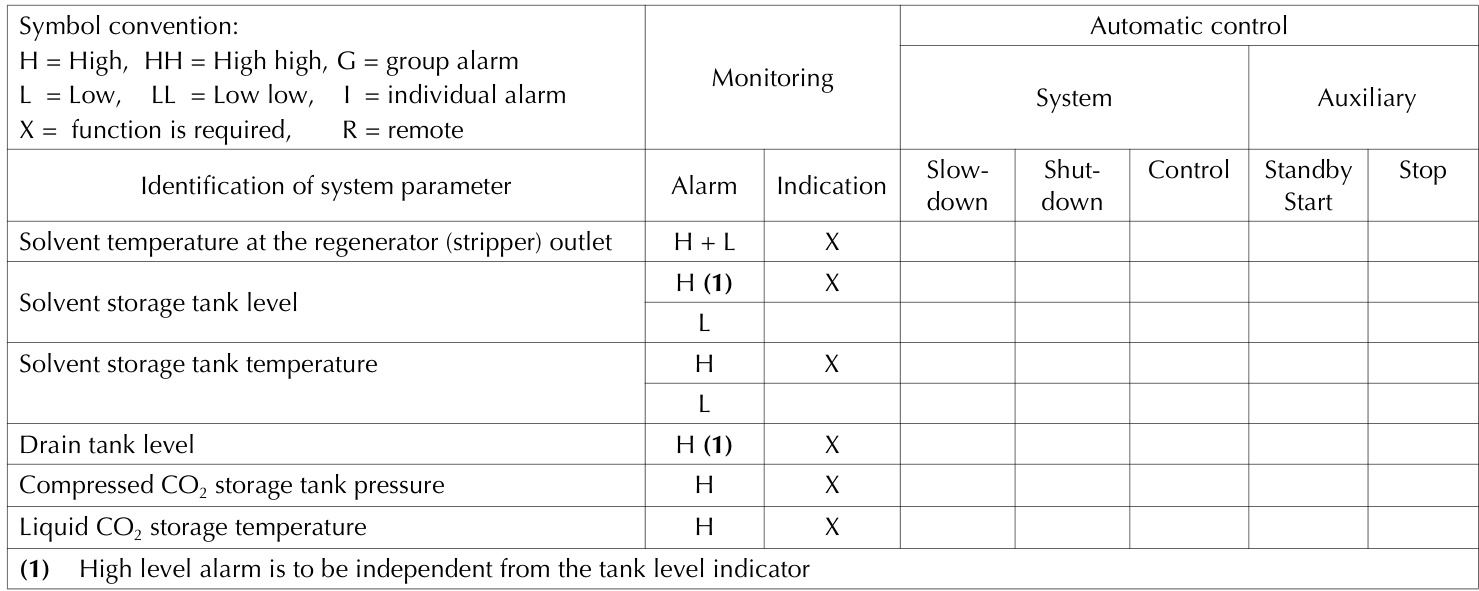 Symbol convention:
H = High, HH = High high, G = group alarm
L = Low, LL = Low low, I = individual alarm
X = function is required, R = remote
Monitoring
Automatic control
System
Auxiliary
Identification of system parameter
Alarm
Indication
Slow-
down
Shut-
down
Control
Standby
Start
Stop
Solvent temperature at the regenerator (stripper) outlet H + L X
Solvent storage tank level H (1) X
L
Solvent storage tank temperature H X
L
Drain tank level H (1) X
Compressed CO₂ storage tank pressure H X
Liquid CO₂ storage temperature H X
(1) High level alarm is to be independent from the tank level indicator